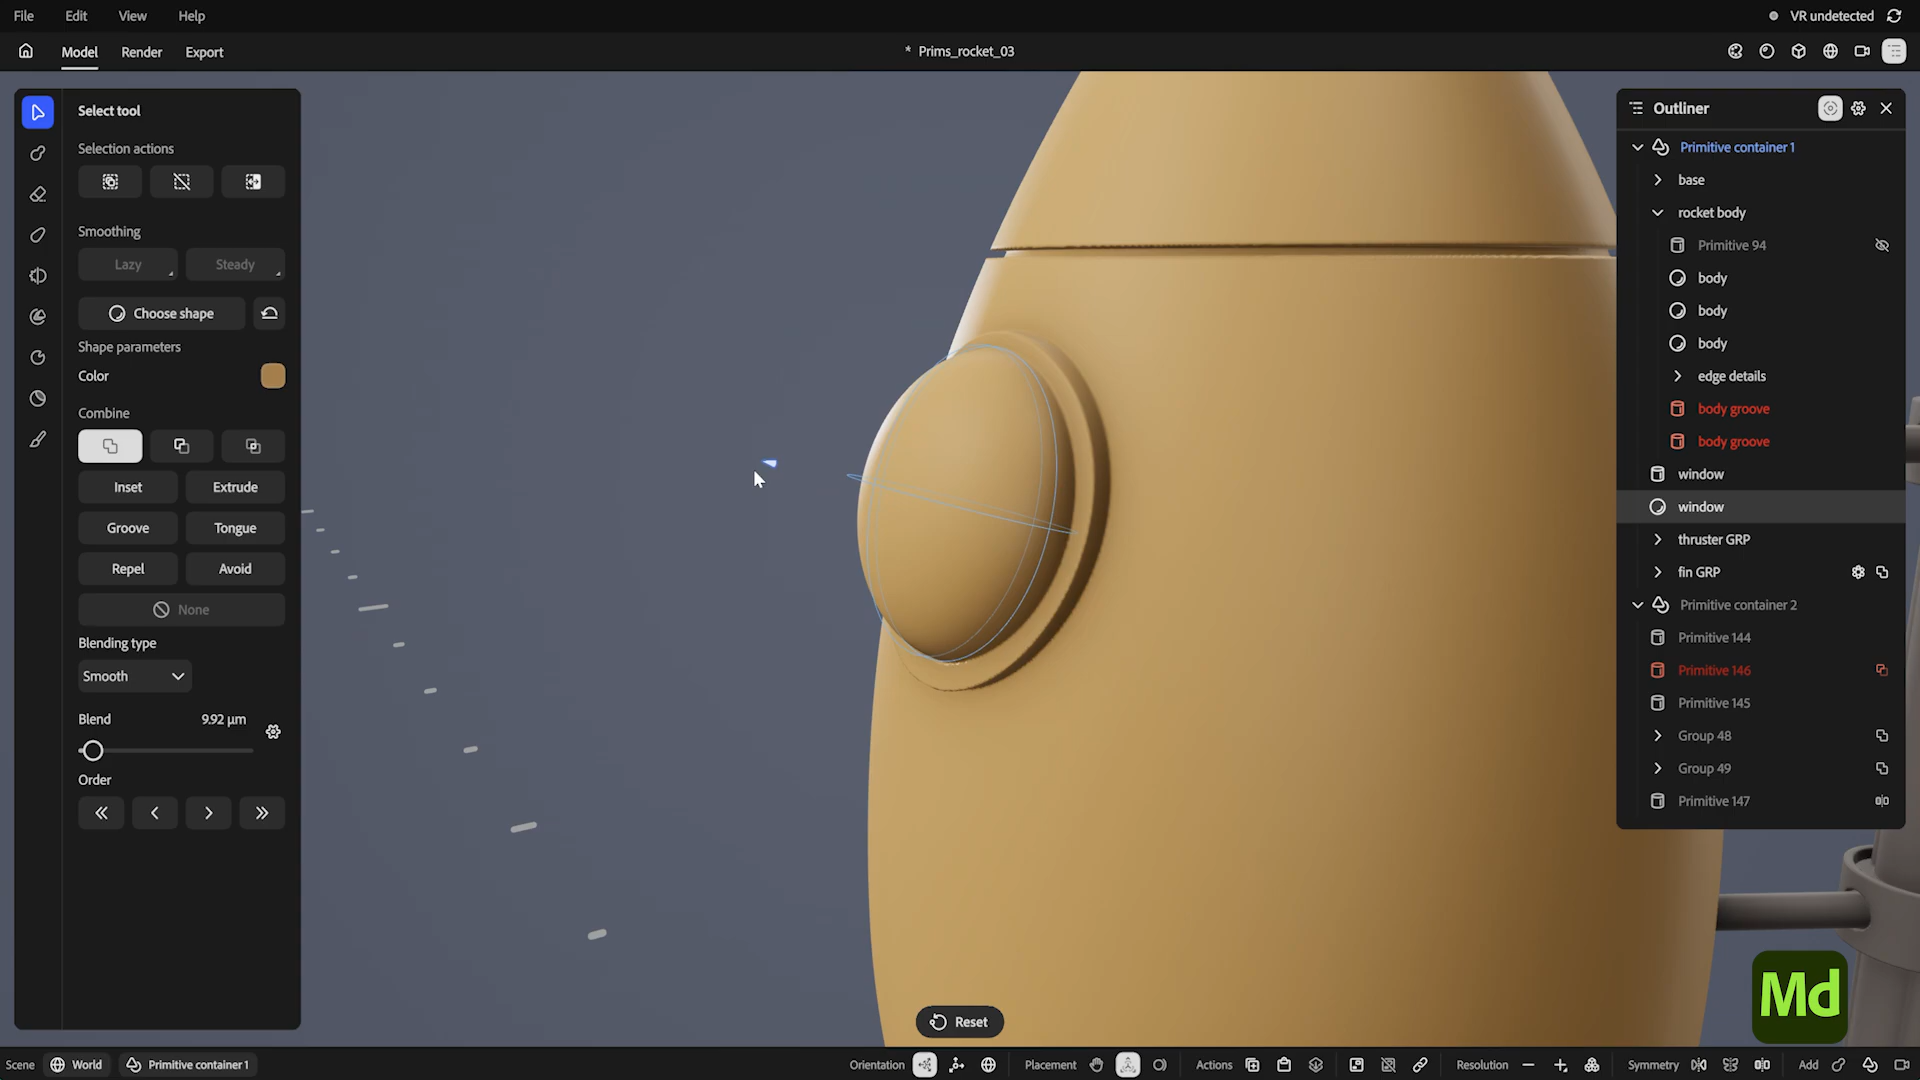 File Edit View Help
VR undetected
Model Render Export
* Prims_rocket_03
Select tool
Selection actions
Smoothing
Lazy Steady
Choose shape
Shape parameters
Color
Combine
Inset Extrude
Groove Tongue
Repel Avoid
None
Blending type
Smooth
Blend 9.92 µm
Order
Outliner
Primitive container 1
base
rocket body
Primitive 94
body
body
body
edge details
body groove
body groove
window
window
thruster GRP
fin GRP
Primitive container 2
Primitive 144
Primitive 146
Primitive 145
Group 48
Group 49
Primitive 147
Md
Reset
Scene World Primitive container 1 Orientation Placement Actions Resolution Symmetry Add